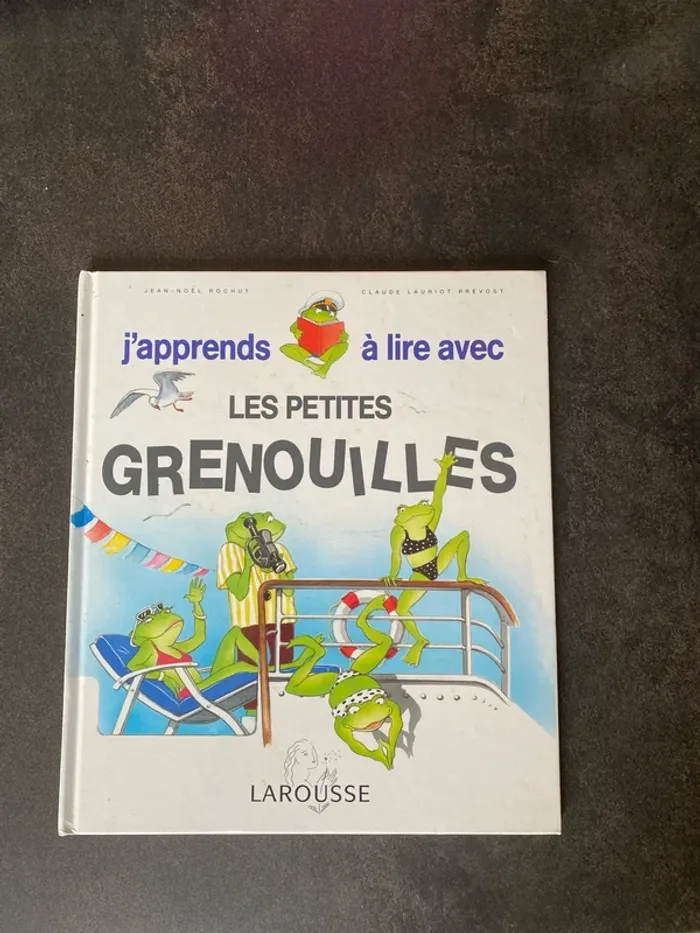 JEAN-NOËL ROCHUT CLAUDE LAURIOT PREVOST
j'apprends à lire avec
LES PETITES
GRENOUILLES
LAROUSSE